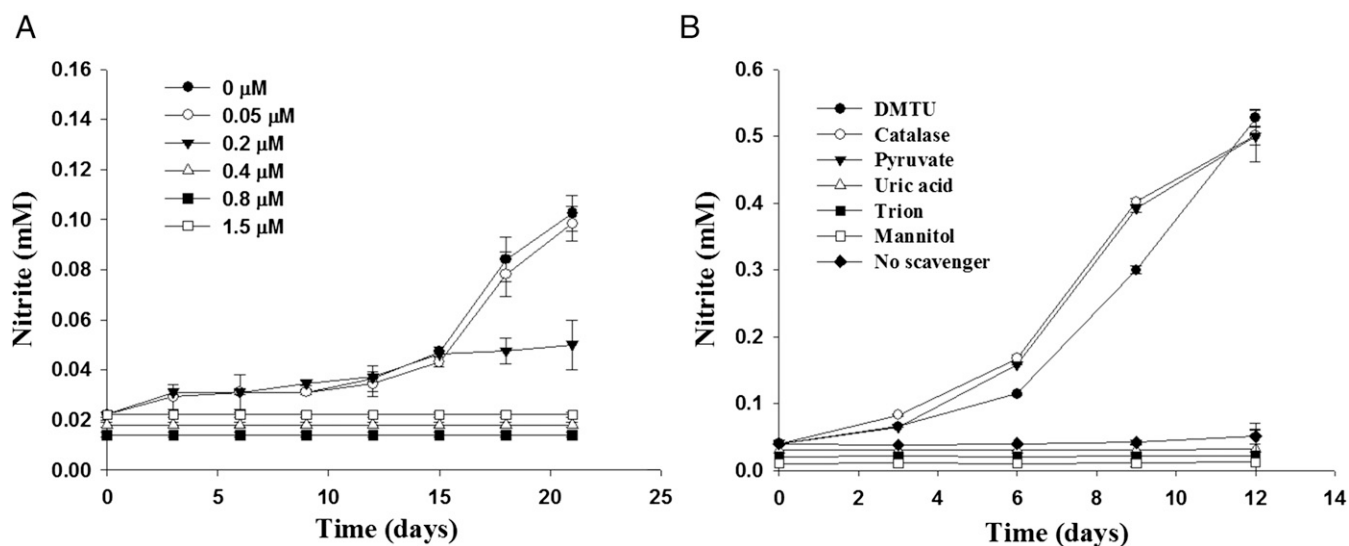 A
0.16
0.14
0.12
0.10
0.08
0.06
0.04
0.02
0.00
Nitrite (mM)
0 μM
0.05 μM
0.2 μM
0.4 μM
0.8 μM
1.5 μM
0 5 10 15 20 25
Time (days)
B
0.6
0.5
0.4
0.3
0.2
0.1
0.0
Nitrite (mM)
DMTU
Catalase
Pyruvate
Uric acid
Trion
Mannitol
No scavenger
0 2 4 6 8 10 12 14
Time (days)